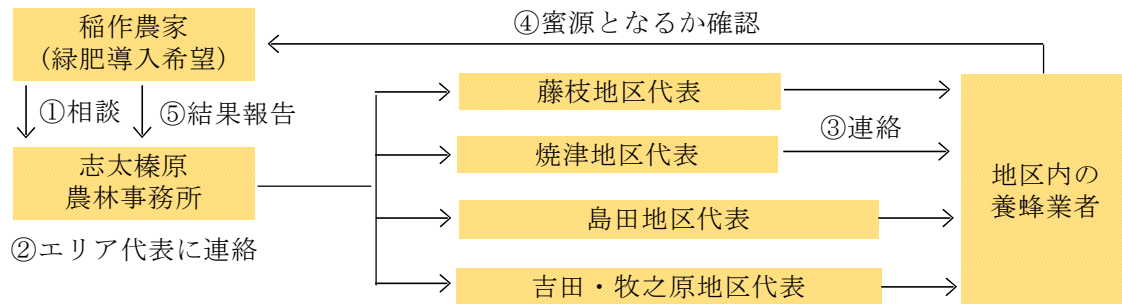 稲作農家
（緑肥導入希望）
④蜜源となるか確認
①相談
⑤結果報告
志太榛原
農林事務所
②エリア代表に連絡
藤枝地区代表
焼津地区代表
島田地区代表
吉田・牧之原地区代表
③連絡
地区内の
養蜂業者